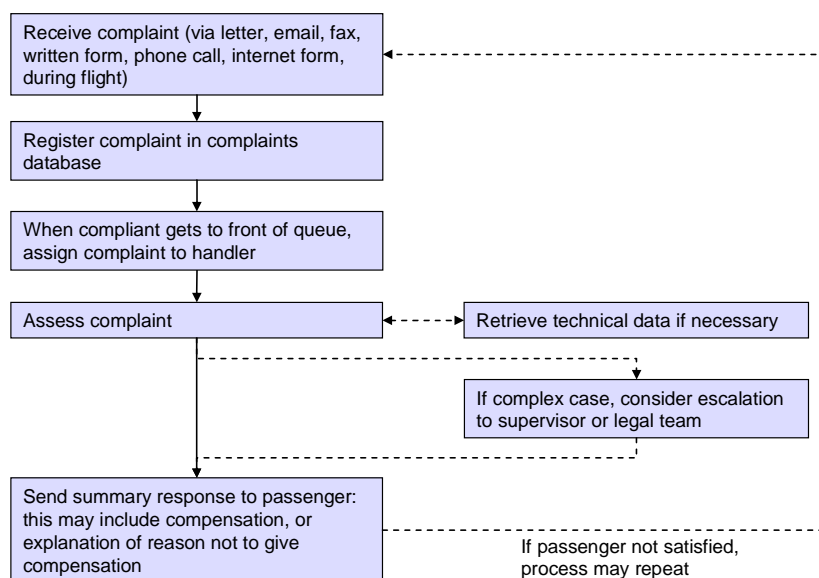 Receive complaint (via letter, email, fax,
written form, phone call, internet form,
during flight)
Register complaint in complaints
database
When compliant gets to front of queue,
assign complaint to handler
Assess complaint
Retrieve technical data if necessary
If complex case, consider escalation
to supervisor or legal team
Send summary response to passenger:
this may include compensation, or
explanation of reason not to give
compensation
If passenger not satisfied,
process may repeat